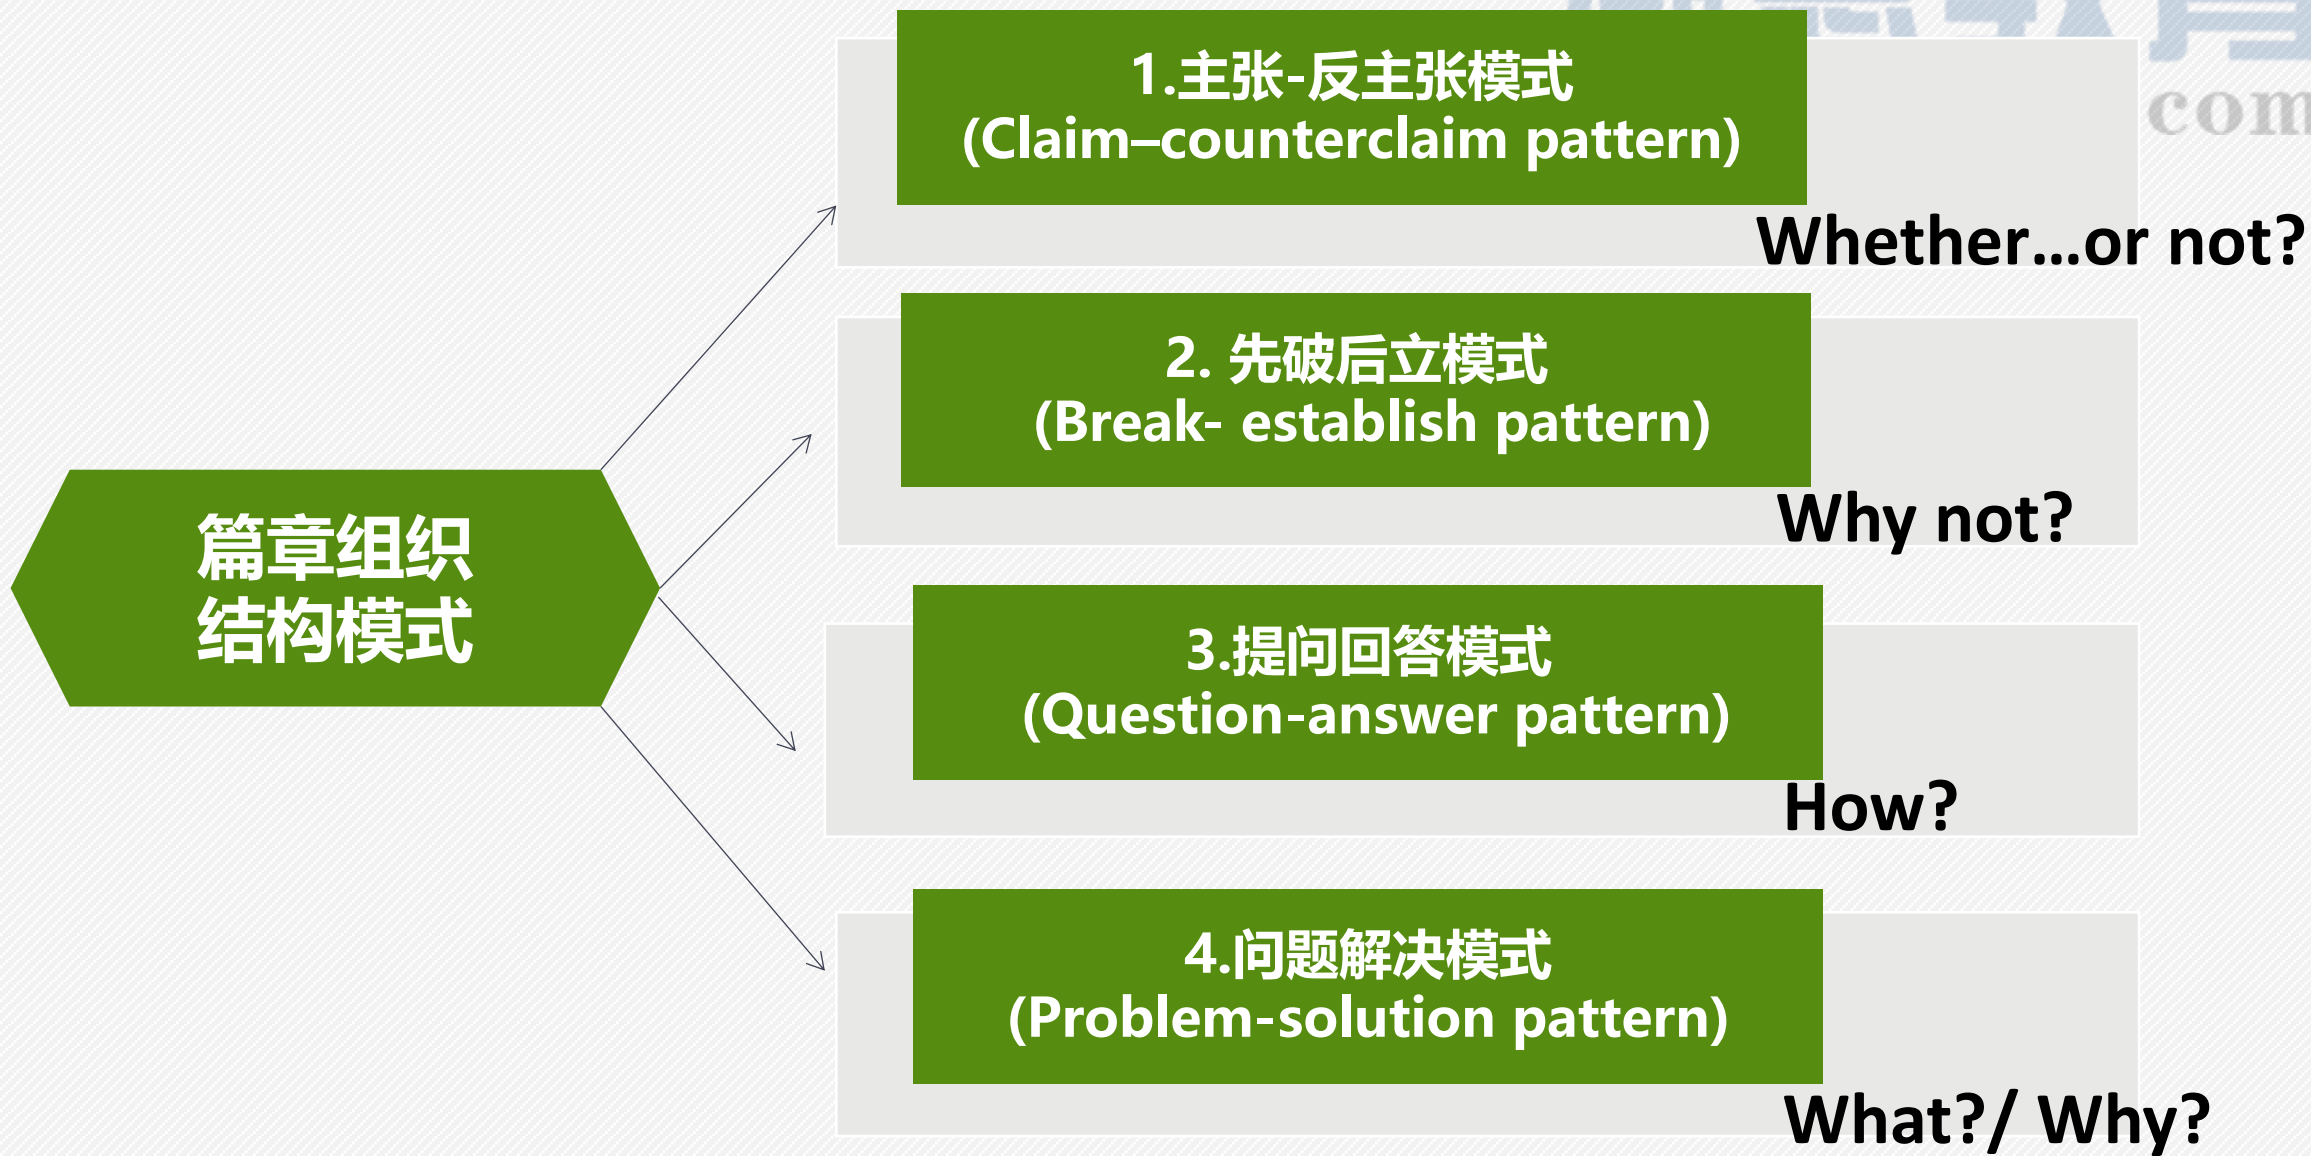 1.主张-反主张模式
(Claim–counterclaim pattern)
Whether...or not?
2. 先破后立模式
(Break- establish pattern)
Why not?
篇章组织
结构模式
3.提问回答模式
(Question-answer pattern)
How?
4.问题解决模式
(Problem-solution pattern)
What?/ Why?
教育
com